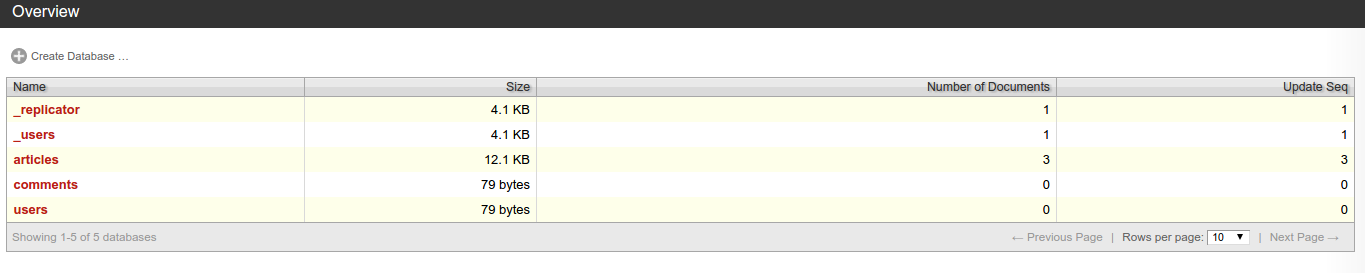 Overview
Create Database …
Name Size Number of Documents Update Seq
_replicator 4.1 KB 1 1
_users 4.1 KB 1 1
articles 12.1 KB 3 3
comments 79 bytes 0 0
users 79 bytes 0 0
Showing 1-5 of 5 databases ← Previous Page | Rows per page: 10 | Next Page →